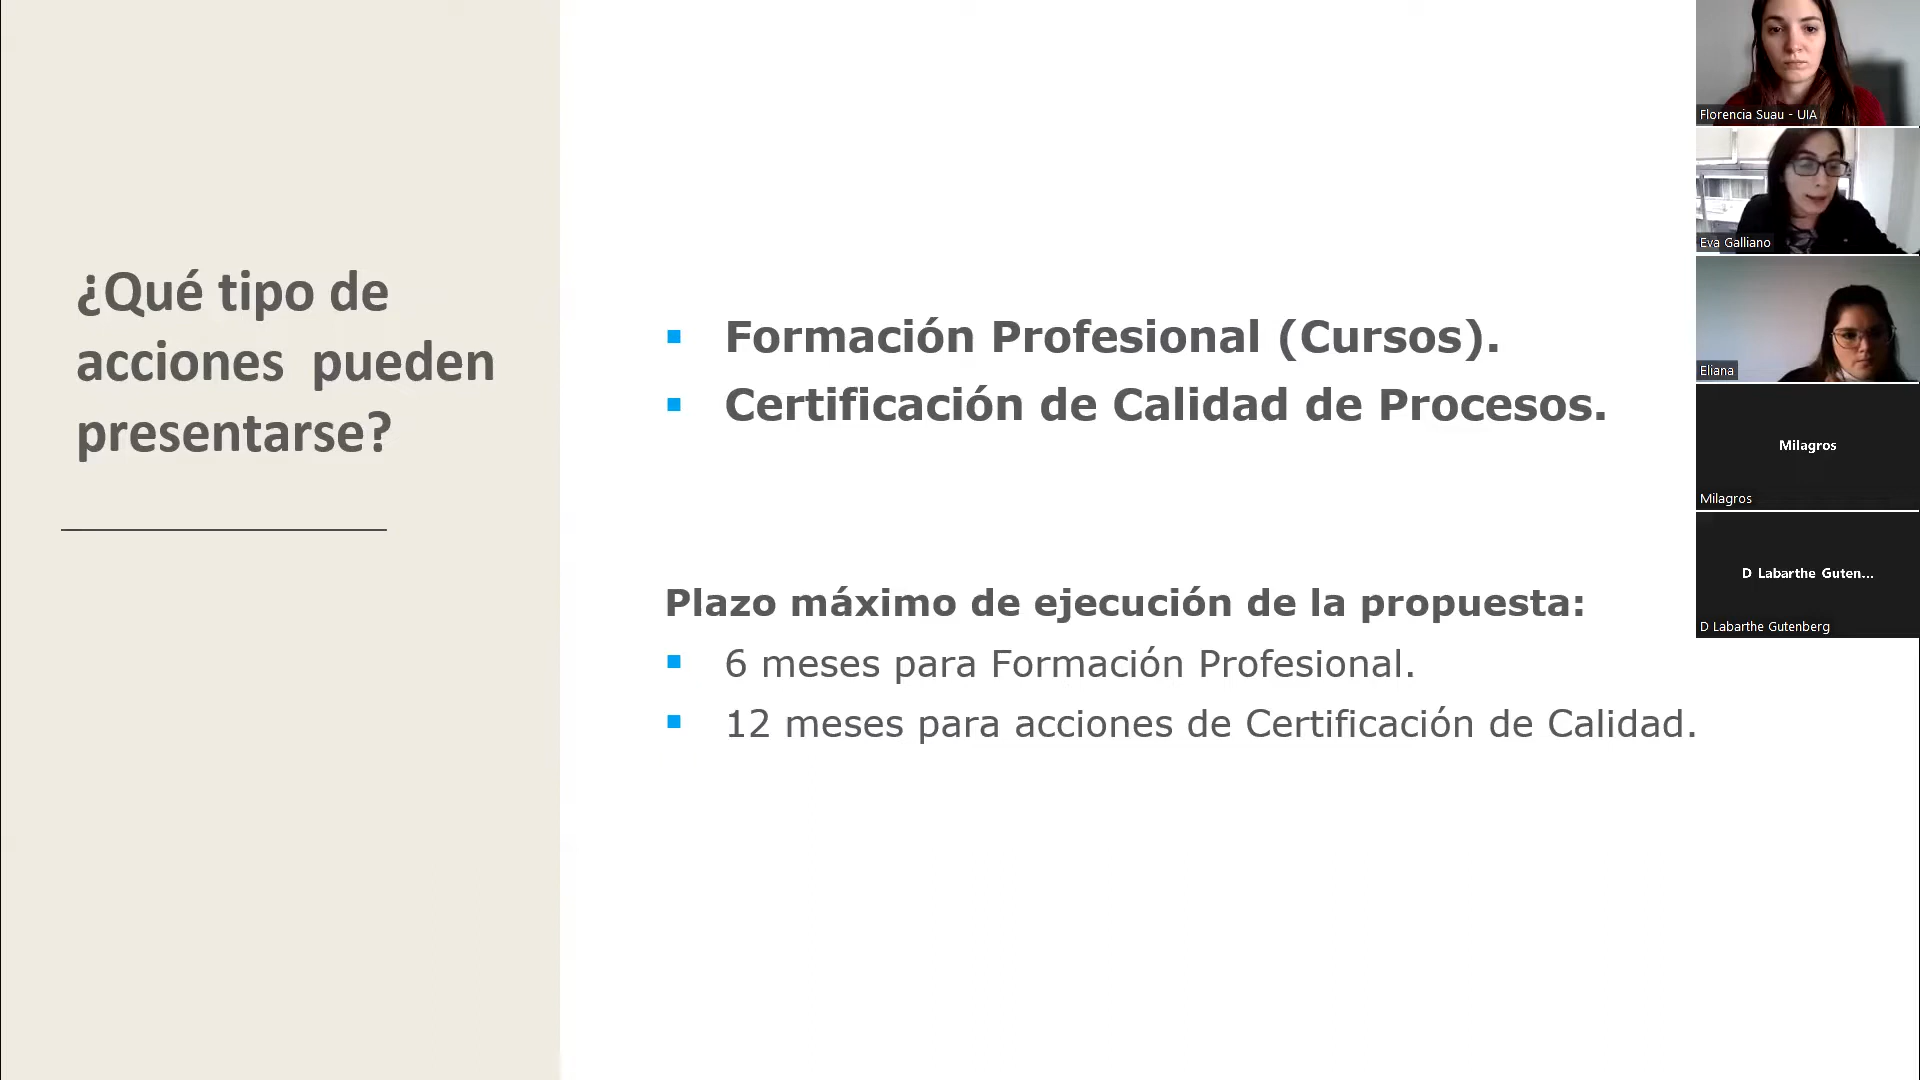 ¿Qué tipo de
acciones pueden
presentarse?
Formación Profesional (Cursos).
Certificación de Calidad de Procesos.
Plazo máximo de ejecución de la propuesta:
6 meses para Formación Profesional.
12 meses para acciones de Certificación de Calidad.
Florencia Suau - UIA
Eva Galliano
Eliana
Milagros
Milagros
D Labarthe Guten...
D Labarthe Gutenberg